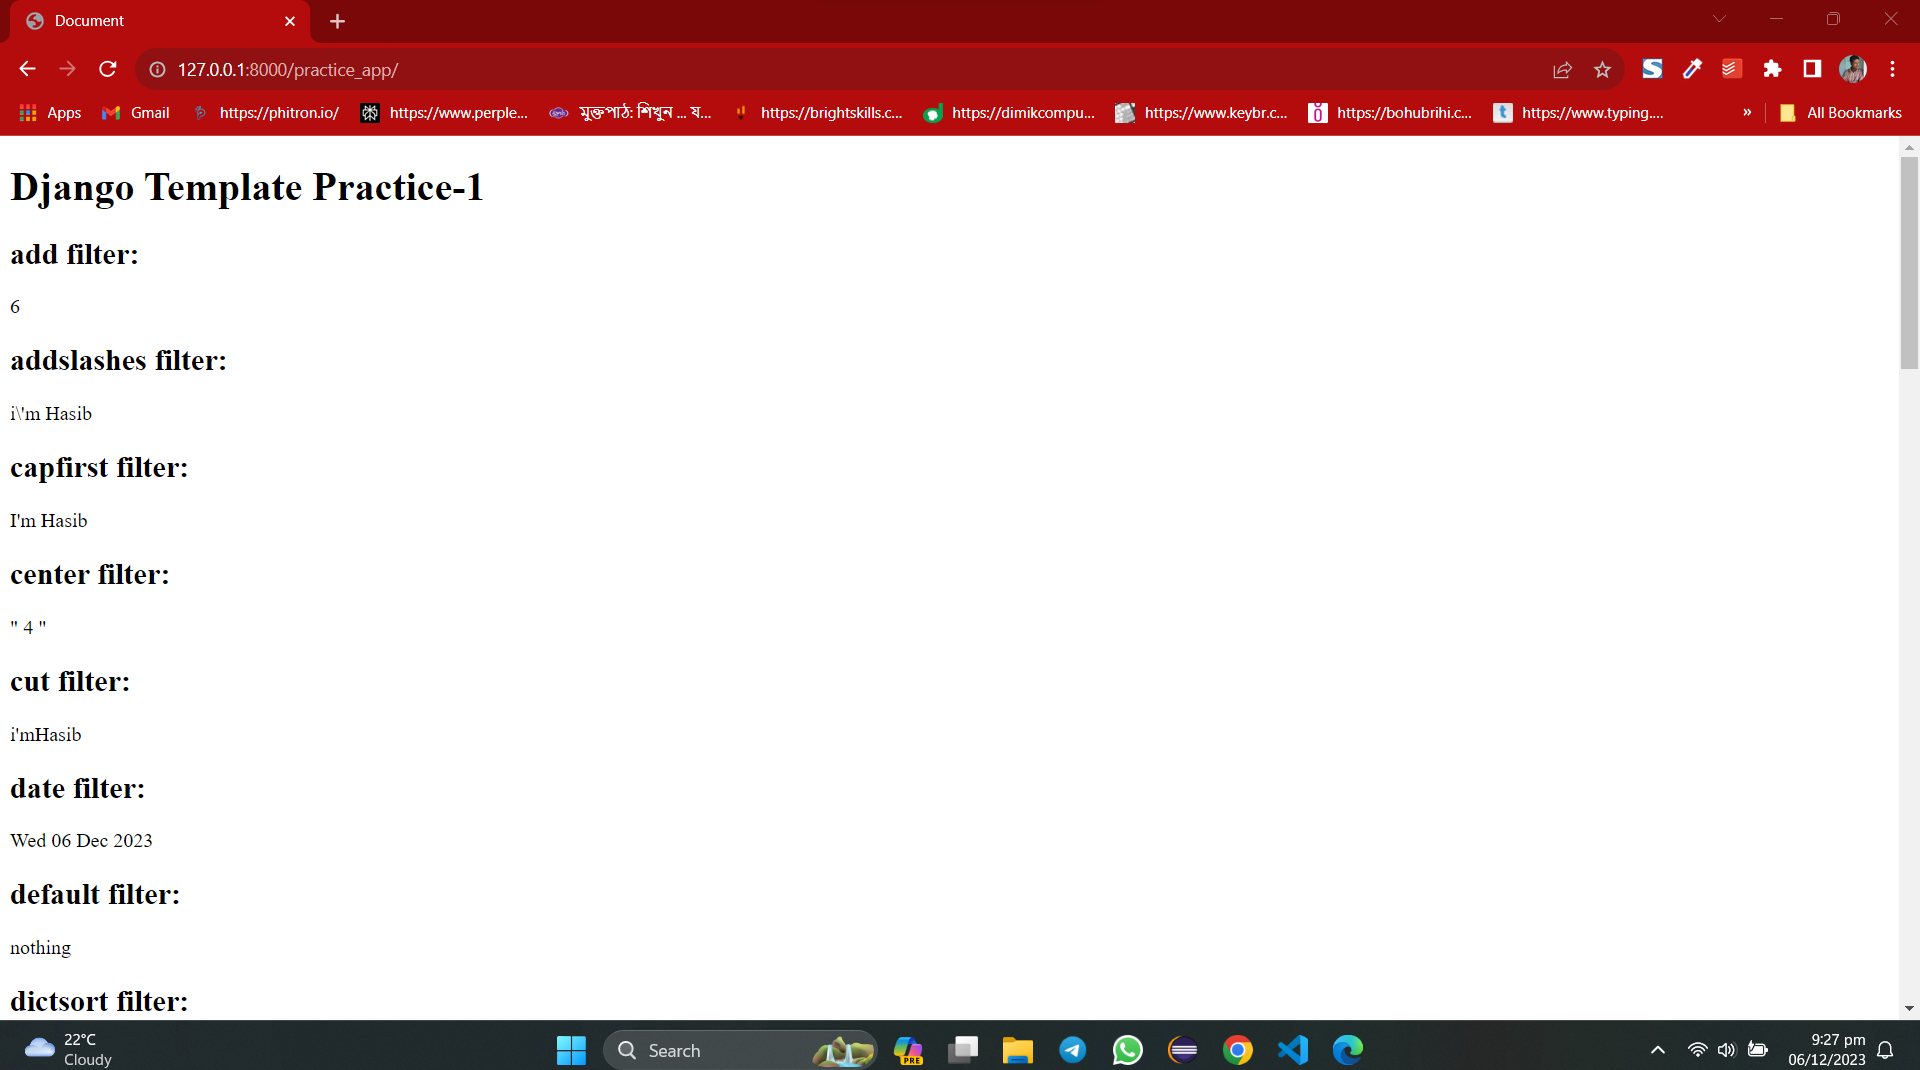 Document
127.0.0.1:8000/practice_app/
Apps Gmail https://phitron.io/ https://www.perple... মুক্তপাঠ: শিখুন ... য... https://brightskills.c... https://dimikcompu... https://www.keybr.c... https://bohubrihi.c... https://www.typing.... » All Bookmarks
Django Template Practice-1
add filter:
6
addslashes filter:
i\'m Hasib
capfirst filter:
I'm Hasib
center filter:
" 4 "
cut filter:
i'mHasib
date filter:
Wed 06 Dec 2023
default filter:
nothing
dictsort filter:
22°C
Cloudy
Search
PRE
9:27 pm
06/12/2023